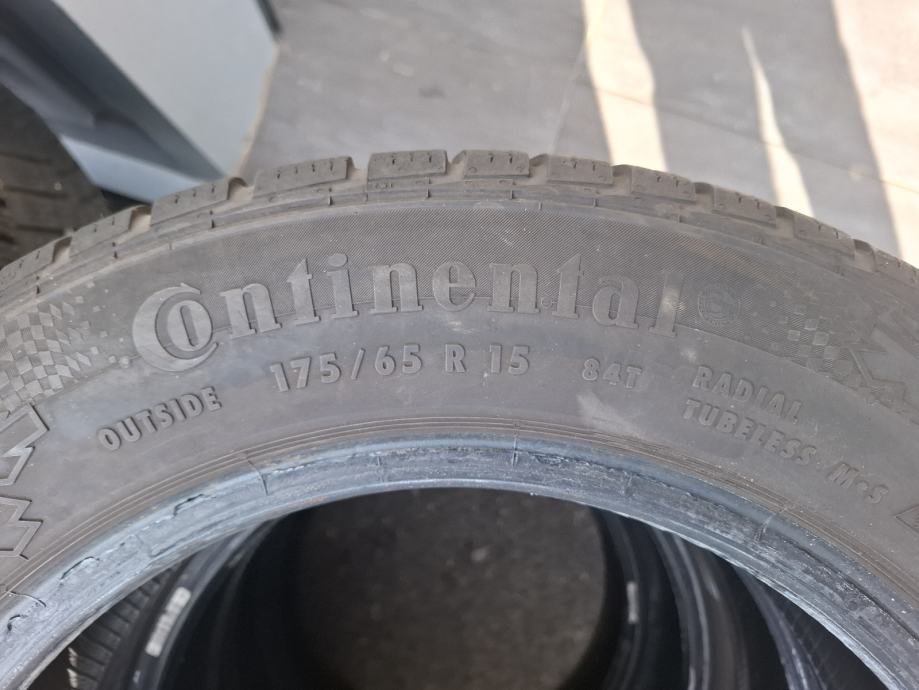 Continental
OUTSIDE 175/65 R 15 84T RADIAL
TUBELESS M•S